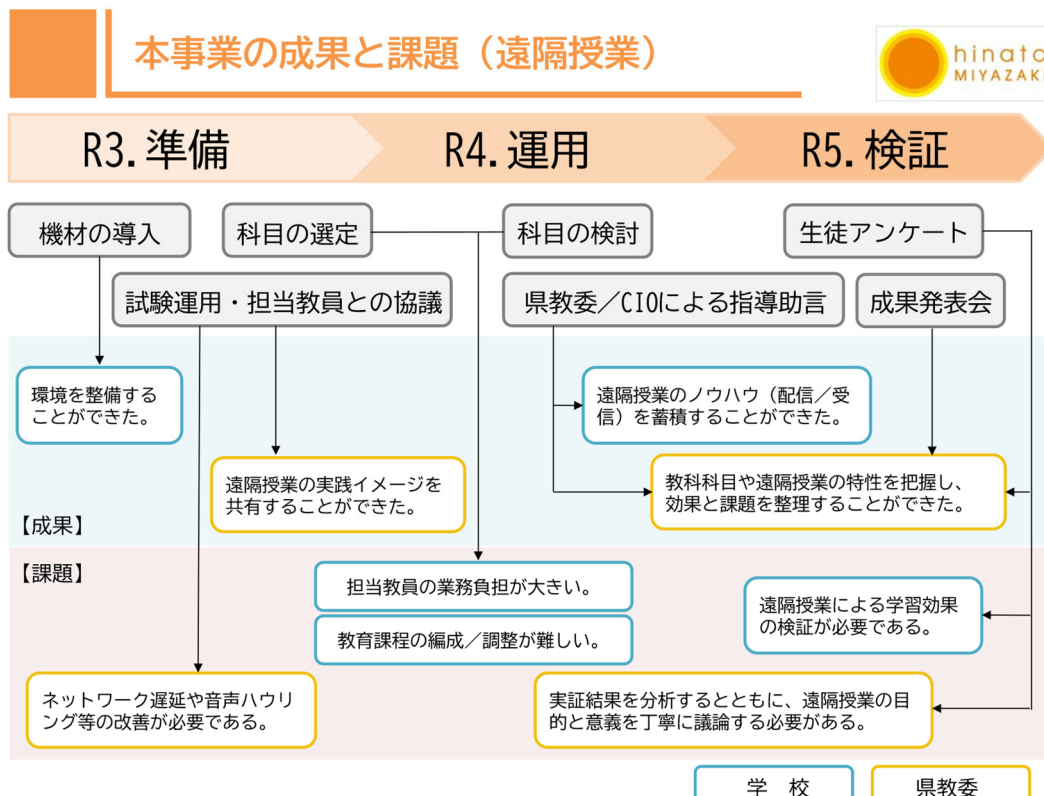 本事業の成果と課題（遠隔授業）
hinata
MIYAZAKI
R3.準備
R4.運用
R5.検証
機材の導入
科目の選定
科目の検討
生徒アンケート
試験運用・担当教員との協議
県教委／CIOによる指導助言
成果発表会
環境を整備する
ことができた。
遠隔授業のノウハウ（配信／受
信）を蓄積することができた。
遠隔授業の実践イメージを
共有することができた。
教科科目や遠隔授業の特性を把握し、
効果と課題を整理することができた。
【成果】
【課題】
担当教員の業務負担が大きい。
教育課程の編成／調整が難しい。
遠隔授業による学習効果
の検証が必要である。
ネットワーク遅延や音声ハウリ
ング等の改善が必要である。
実証結果を分析するとともに、遠隔授業の目
的と意義を丁寧に議論する必要がある。
学　校
県教委